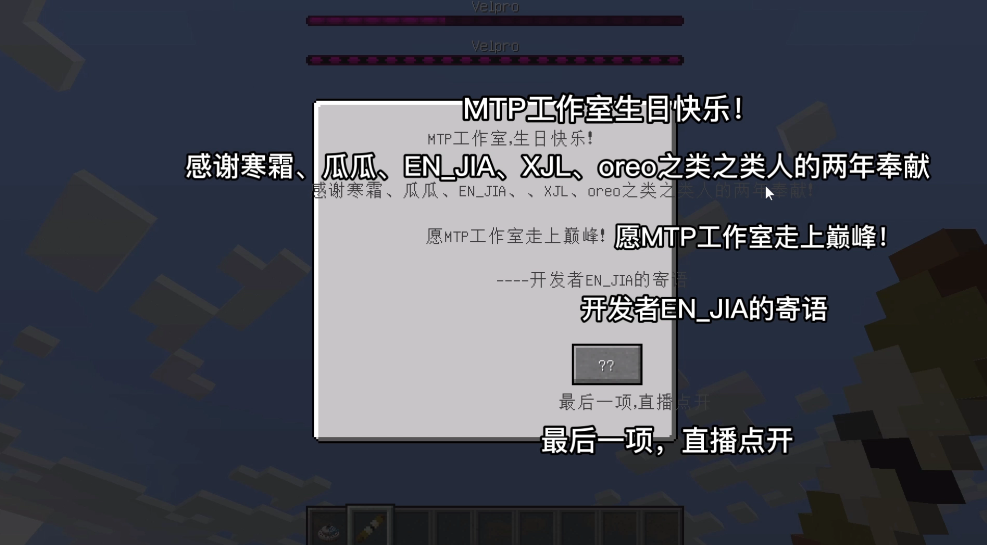 Velpro
Velpro
MTP工作室生日快乐！
MTP工作室,生日快乐!
感谢寒霜、瓜瓜、EN_JIA、XJL、oreo之类之类人的两年奉献
感谢寒霜、瓜瓜、EN_JIA、、XJL、oreo之类之类人的两年奉献!
愿MTP工作室走上巅峰!
愿MTP工作室走上巅峰！
----开发者EN_JIA的寄语
开发者EN_JIA的寄语
??
最后一项,直播点开
最后一项，直播点开